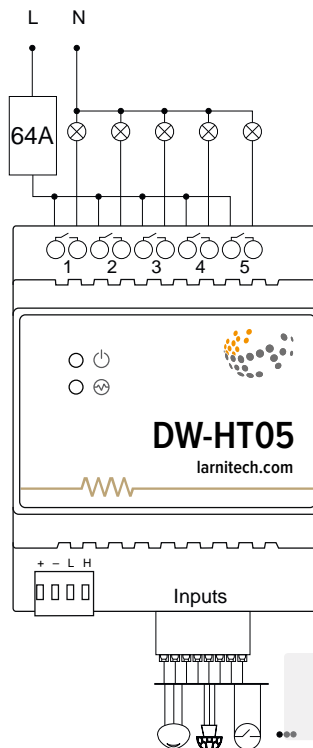 L N
64A
1 2 3 4 5
DW-HT05
larnitech.com
+ – L H
Inputs